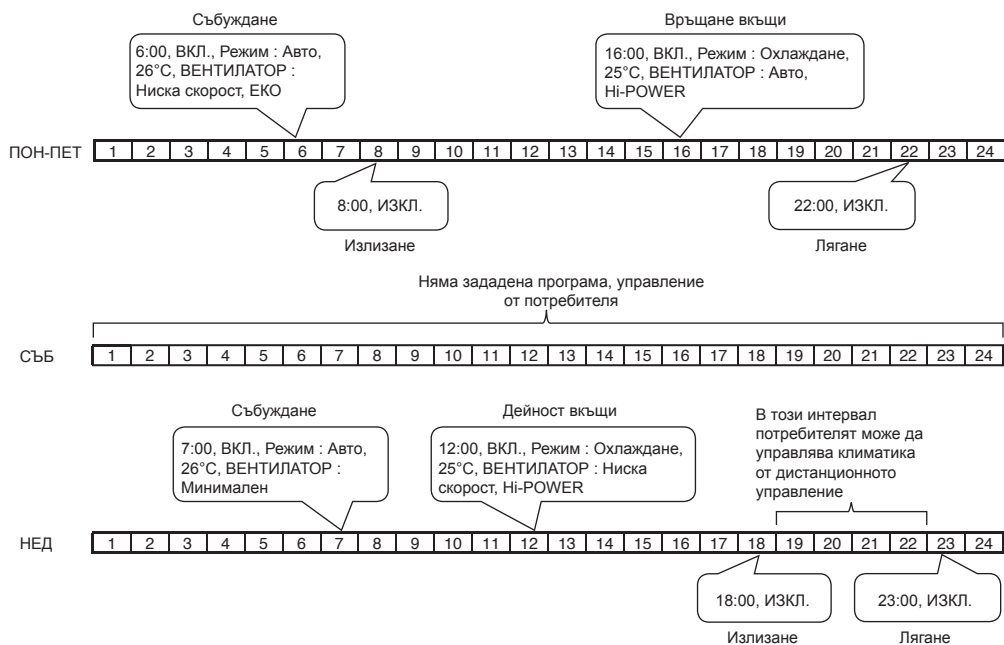 Събуждане
6:00, ВКЛ., Режим : Авто,
26°C, ВЕНТИЛАТОР :
Ниска скорост, ЕКО
Връщане вкъщи
16:00, ВКЛ., Режим : Охлаждане,
25°C, ВЕНТИЛАТОР : Авто,
Hi-POWER
ПОН-ПЕТ 1 2 3 4 5 6 7 8 9 10 11 12 13 14 15 16 17 18 19 20 21 22 23 24
8:00, ИЗКЛ.
Излизане
22:00, ИЗКЛ.
Лягане
Няма зададена програма, управление
от потребителя
СЪБ 1 2 3 4 5 6 7 8 9 10 11 12 13 14 15 16 17 18 19 20 21 22 23 24
Събуждане
7:00, ВКЛ., Режим : Авто,
26°C, ВЕНТИЛАТОР :
Минимален
Дейност вкъщи
12:00, ВКЛ., Режим : Охлаждане,
25°C, ВЕНТИЛАТОР : Ниска
скорост, Hi-POWER
В този интервал
потребителят може да
управлява климатика
от дистанционното
управление
НЕД 1 2 3 4 5 6 7 8 9 10 11 12 13 14 15 16 17 18 19 20 21 22 23 24
18:00, ИЗКЛ.
Излизане
23:00, ИЗКЛ.
Лягане